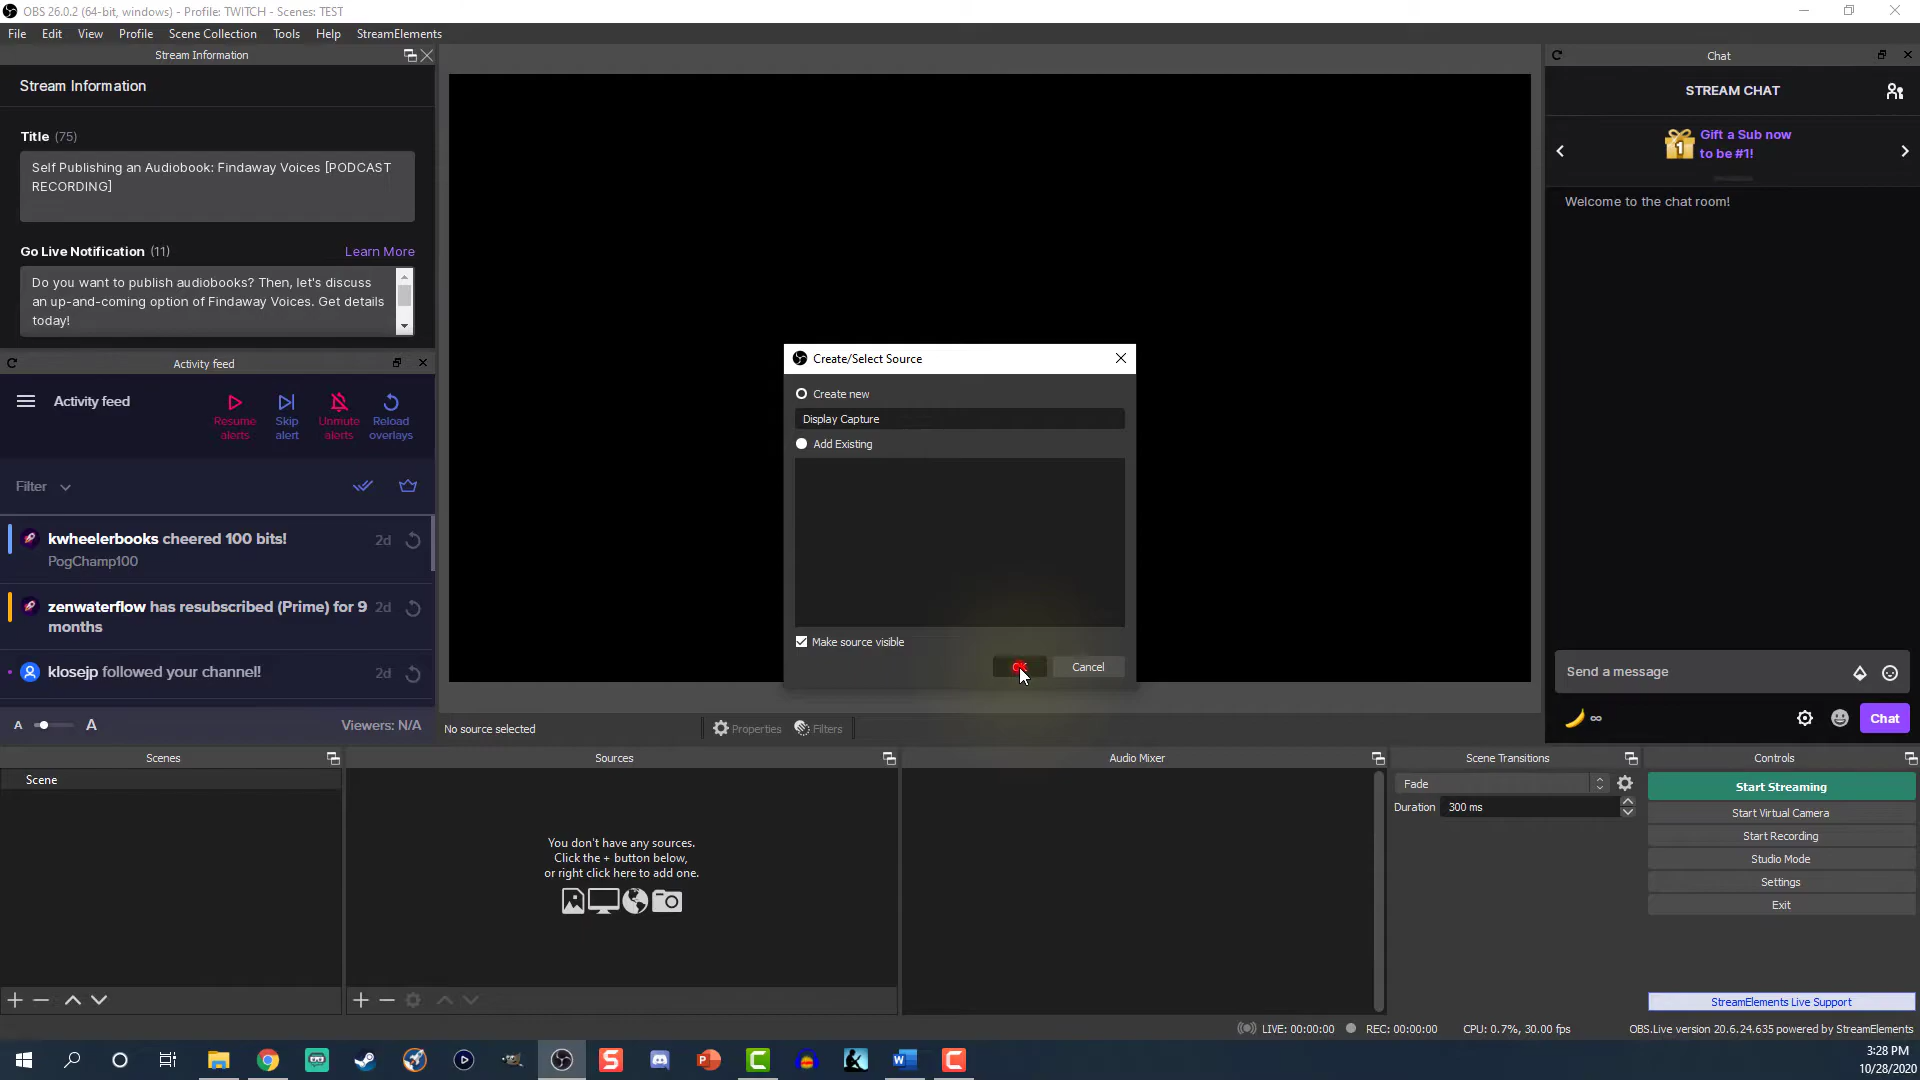 OBS 26.0.2 (64-bit, windows) - Profile: TWITCH - Scenes: TEST
File Edit View Profile Scene Collection Tools Help StreamElements
Stream Information
Stream Information
Title (75)
Self Publishing an Audiobook: Findaway Voices [PODCAST
RECORDING]
Go Live Notification (11) Learn More
Do you want to publish audiobooks? Then, let's discuss
an up-and-coming option of Findaway Voices. Get details
today!
Activity feed
Activity feed
Resume
alerts
Skip
alert
Unmute
alerts
Reload
overlays
Filter
kwheelerbooks cheered 100 bits! 2d
PogChamp100
zenwaterflow has resubscribed (Prime) for 9 2d
months
klosejp followed your channel! 2d
A A Viewers: N/A
Create/Select Source
Create new
Display Capture
Add Existing
Make source visible
Cancel
No source selected Properties Filters
Chat
STREAM CHAT
1
Gift a Sub now
to be #1!
Welcome to the chat room!
Send a message
∞ Chat
Scenes
Scene
Sources
You don't have any sources.
Click the + button below,
or right click here to add one.
Audio Mixer
Scene Transitions
Fade
Duration 300 ms
Controls
Start Streaming
Start Virtual Camera
Start Recording
Studio Mode
Settings
Exit
StreamElements Live Support
LIVE: 00:00:00 REC: 00:00:00 CPU: 0.7%, 30.00 fps OBS.Live version 20.6.24.635 powered by StreamElements
3:28 PM
10/28/2020